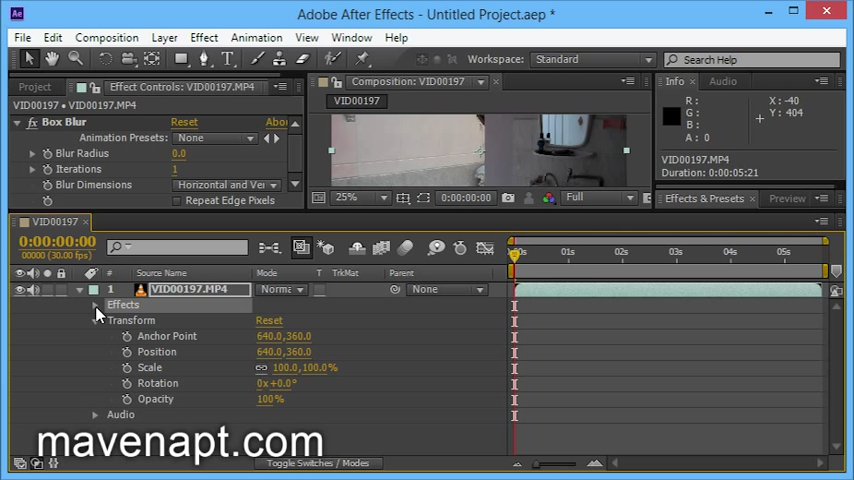 Ae Adobe After Effects - Untitled Project.aep *
File Edit Composition Layer Effect Animation View Window Help
T Workspace: Standard Search Help
Project Effect Controls: VID00197.MP4 Composition: VID00197 Info Audio
VID00197 • VID00197.MP4
VID00197
fx Box Blur Reset Abou
Animation Presets: None
Blur Radius 0.0
Iterations 1
Blur Dimensions Horizontal and Ver
Repeat Edge Pixels
25% 0:00:00:00 Full
R:
G:
B:
A: 0
X: -40
Y: 404
VID00197.MP4
Duration: 0:00:05:21
Effects & Presets Preview
VID00197 ×
0:00:00:00
00000 (30.00 fps)
:00s 01s 02s 03s 04s 05s
# Source Name Mode T TrkMat Parent
1 VID00197.MP4 Norma None
Effects
Transform Reset
Anchor Point 640.0,360.0
Position 640.0,360.0
Scale 100.0,100.0%
Rotation 0x+0.0°
Opacity 100%
Audio
mavenapt.com
Toggle Switches / Modes